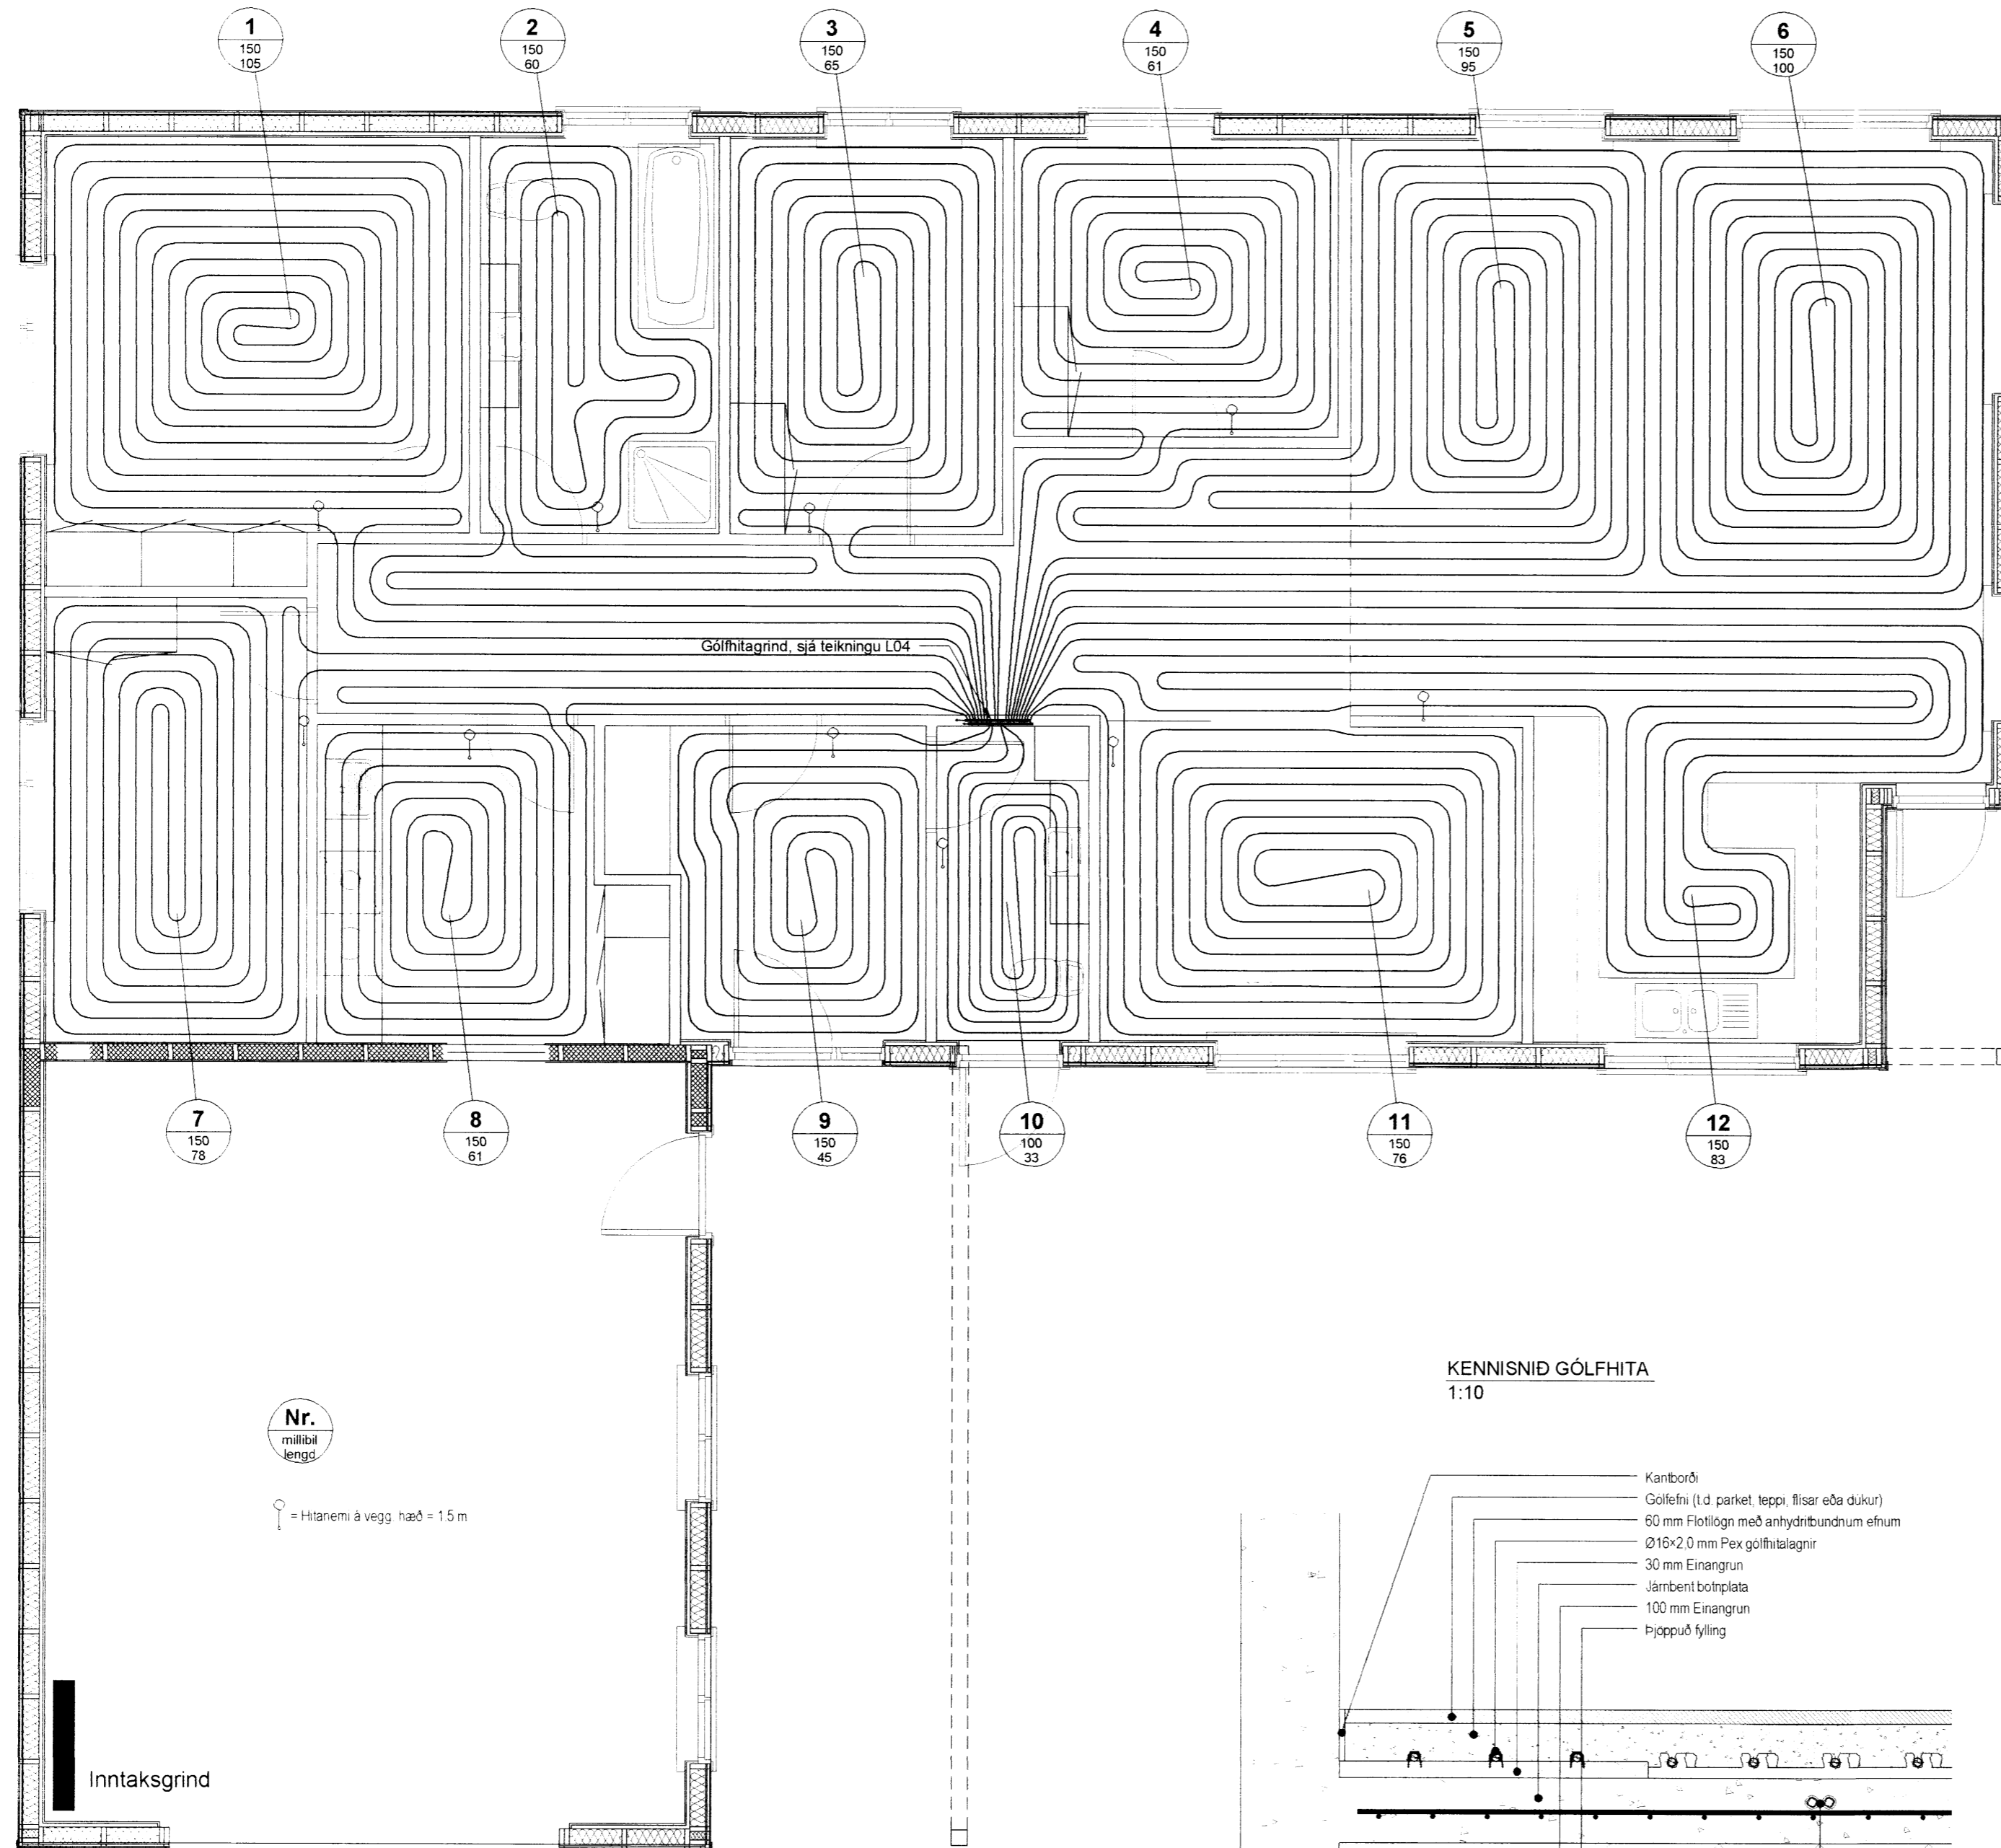 1
150
105
2
150
60
3
150
65
4
150
61
5
150
95
6
150
100
Gólfhitagrind, sjá teikningu L04
7
150
78
8
150
61
9
150
45
10
100
33
11
150
76
12
150
83
Nr.
millibil
lengd
= Hitanemi á vegg. hæð = 1.5 m
KENNISNIÐ GÓLFHITA
1:10
Kantborði
Gólfefni (t.d. parket, teppi, flísar eða dúkur)
60 mm Flotílögn með anhydritbundnum efnum
Ø16×2.0 mm Pex gólfhitalagnir
30 mm Einangrun
Járnbent botnplata
100 mm Einangrun
Þjöppuð fylling
Inntaksgrind